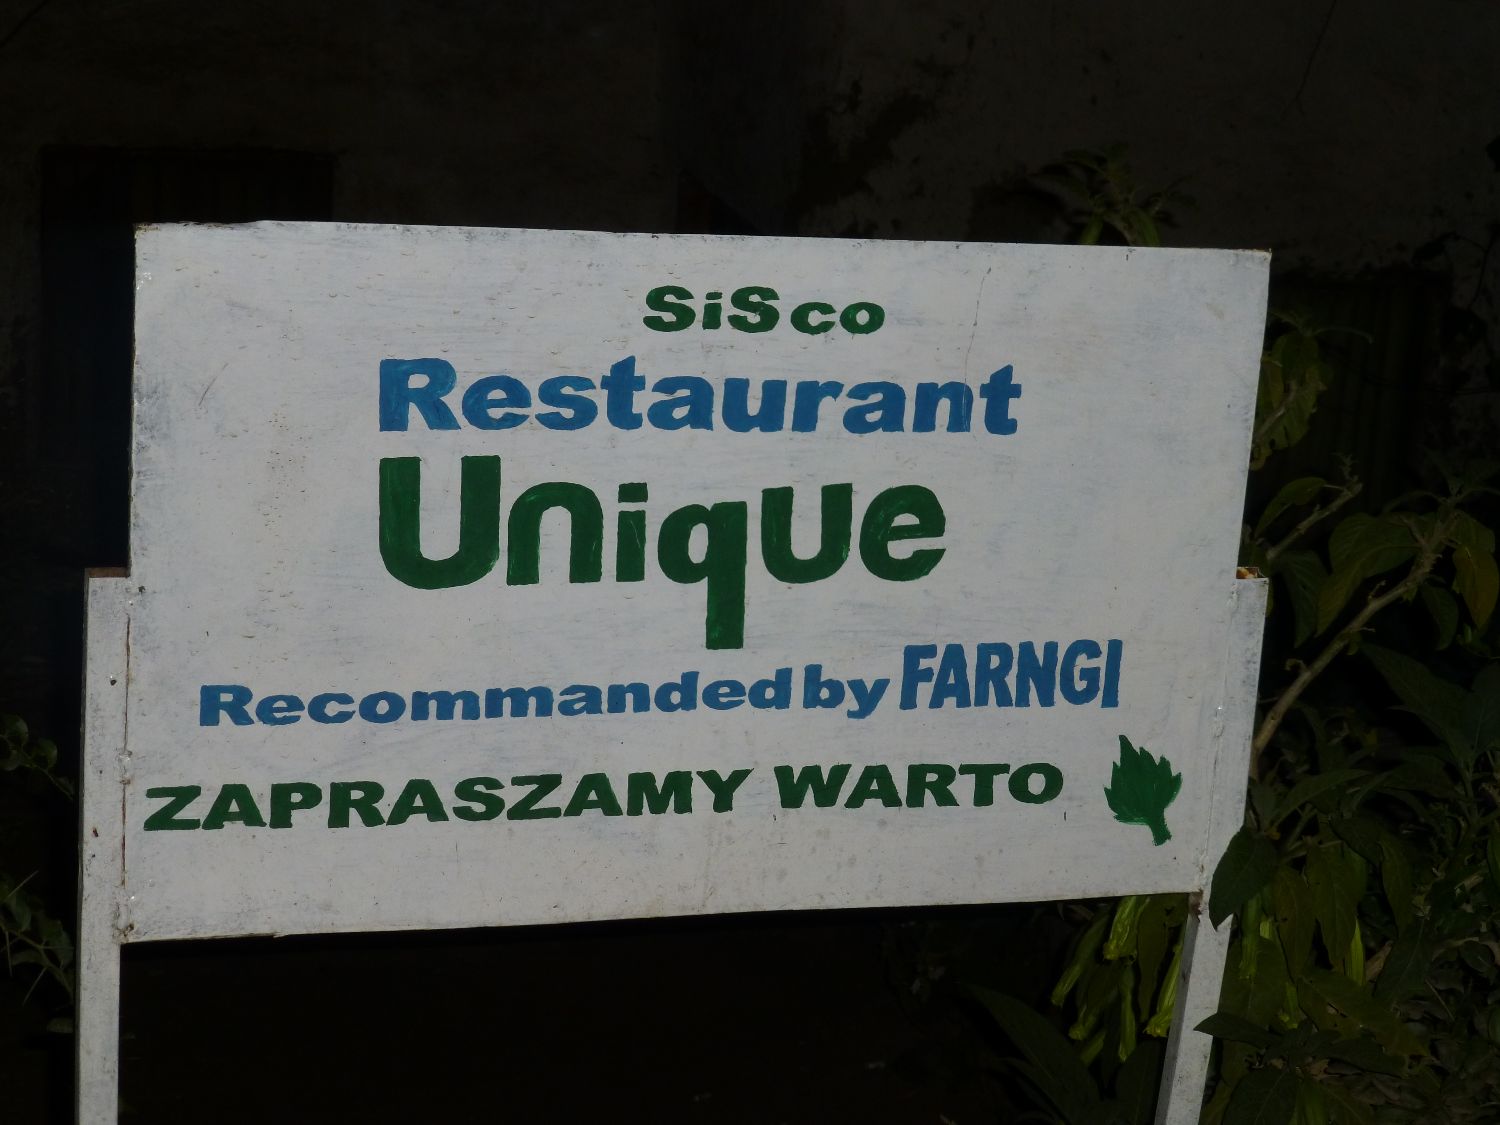 SiSco
Restaurant
Unique
Recommanded by FARNGI
ZAPRASZAMY WARTO